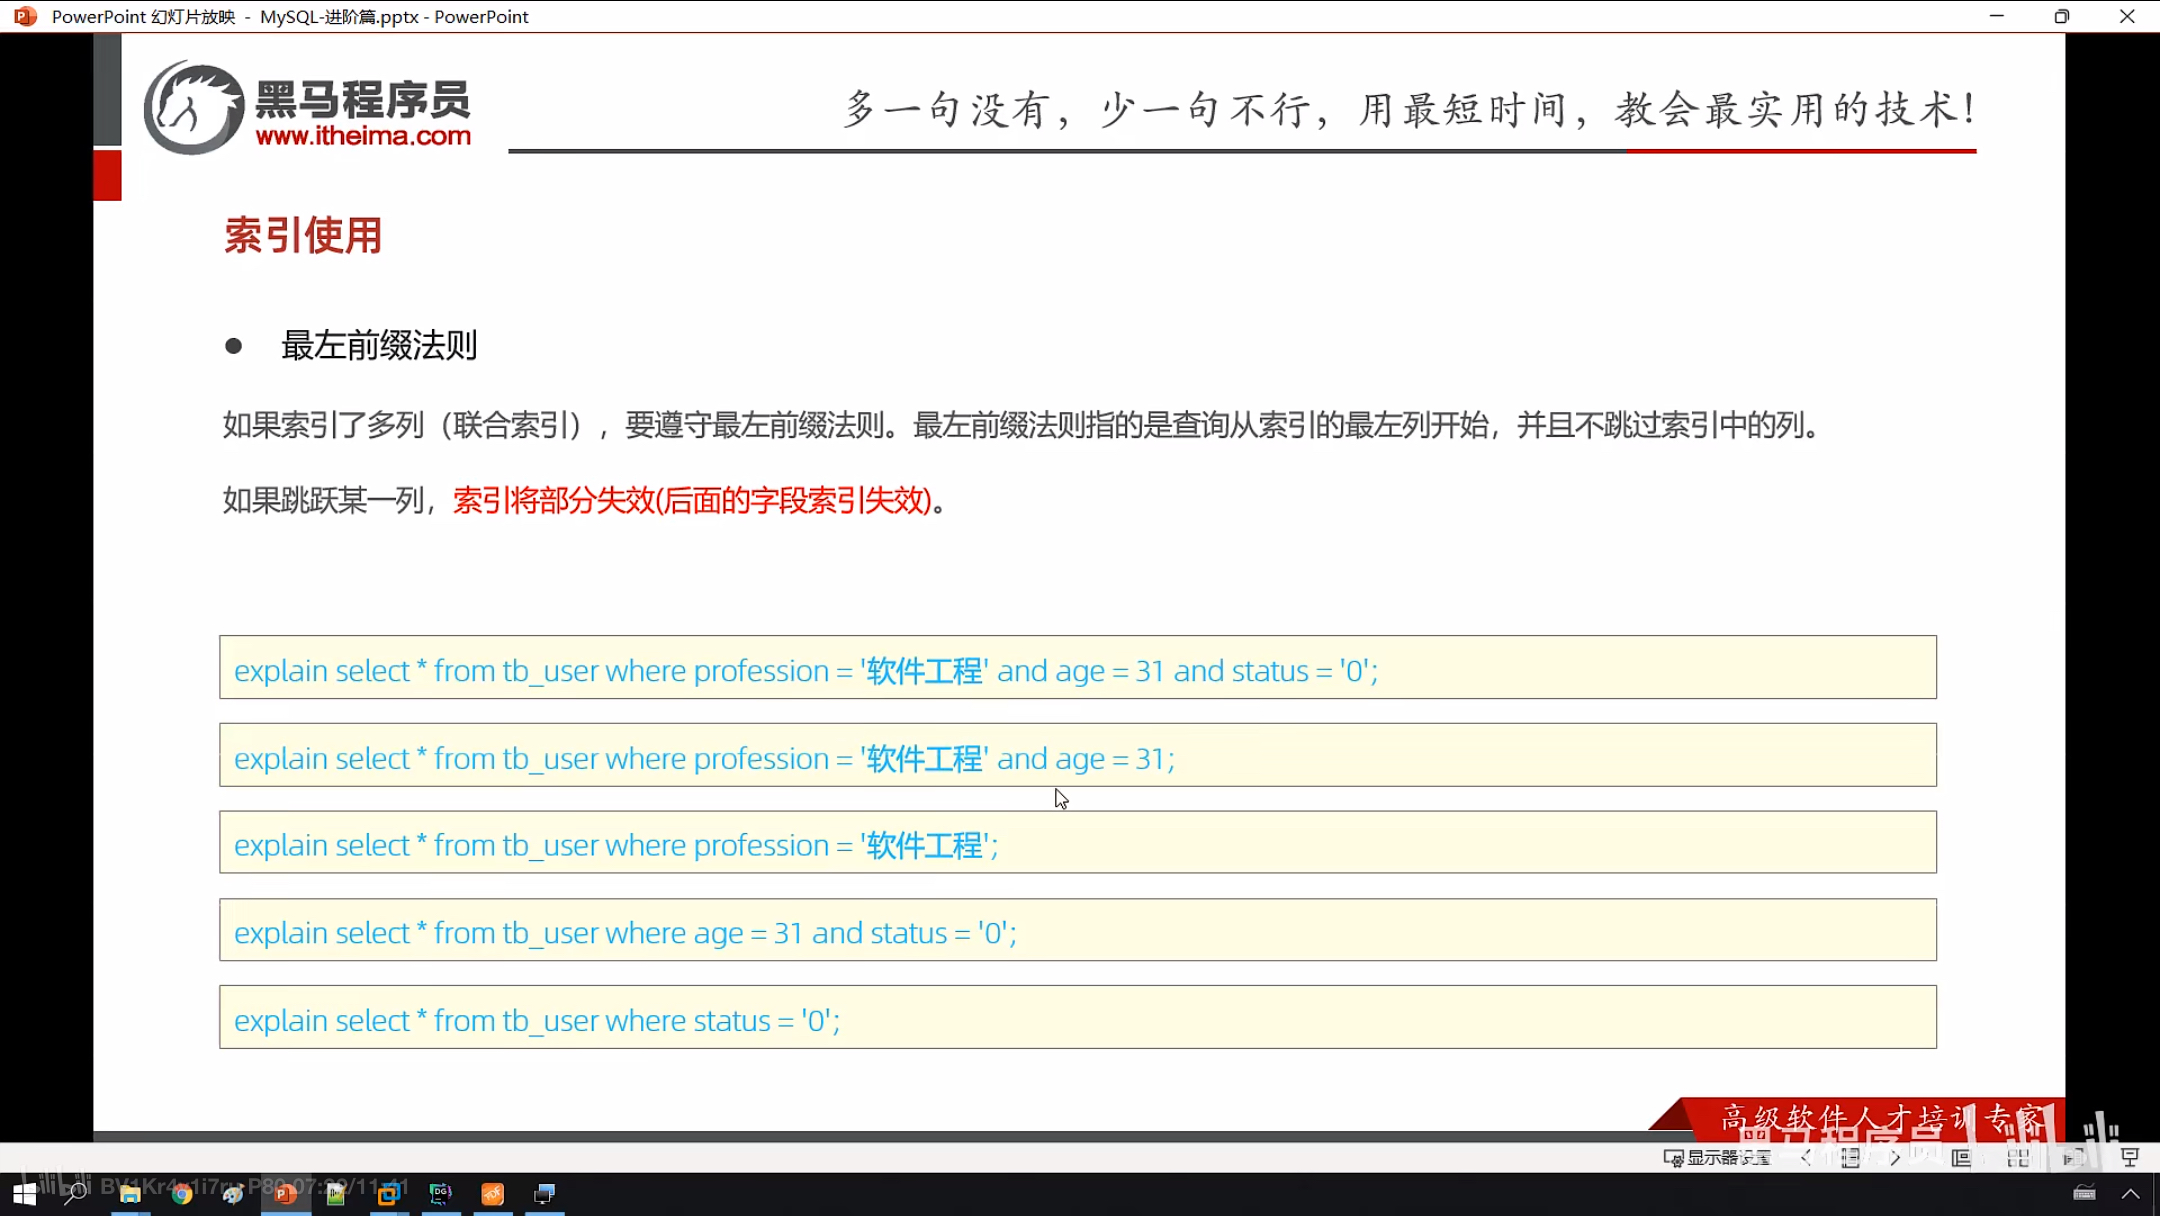 PowerPoint 幻灯片放映 - MySQL-进阶篇.pptx - PowerPoint
黑马程序员
www.itheima.com
多一句没有，少一句不行，用最短时间，教会最实用的技术！
索引使用
● 最左前缀法则
如果索引了多列（联合索引），要遵守最左前缀法则。最左前缀法则指的是查询从索引的最左列开始，并且不跳过索引中的列。
如果跳跃某一列，索引将部分失效(后面的字段索引失效)。
explain select * from tb_user where profession = '软件工程' and age = 31 and status = '0';
explain select * from tb_user where profession = '软件工程' and age = 31;
explain select * from tb_user where profession = '软件工程';
explain select * from tb_user where age = 31 and status = '0';
explain select * from tb_user where status = '0';
高级软件人才培训专家
黑马程序员
显示器设置
P80 07:29/11:41